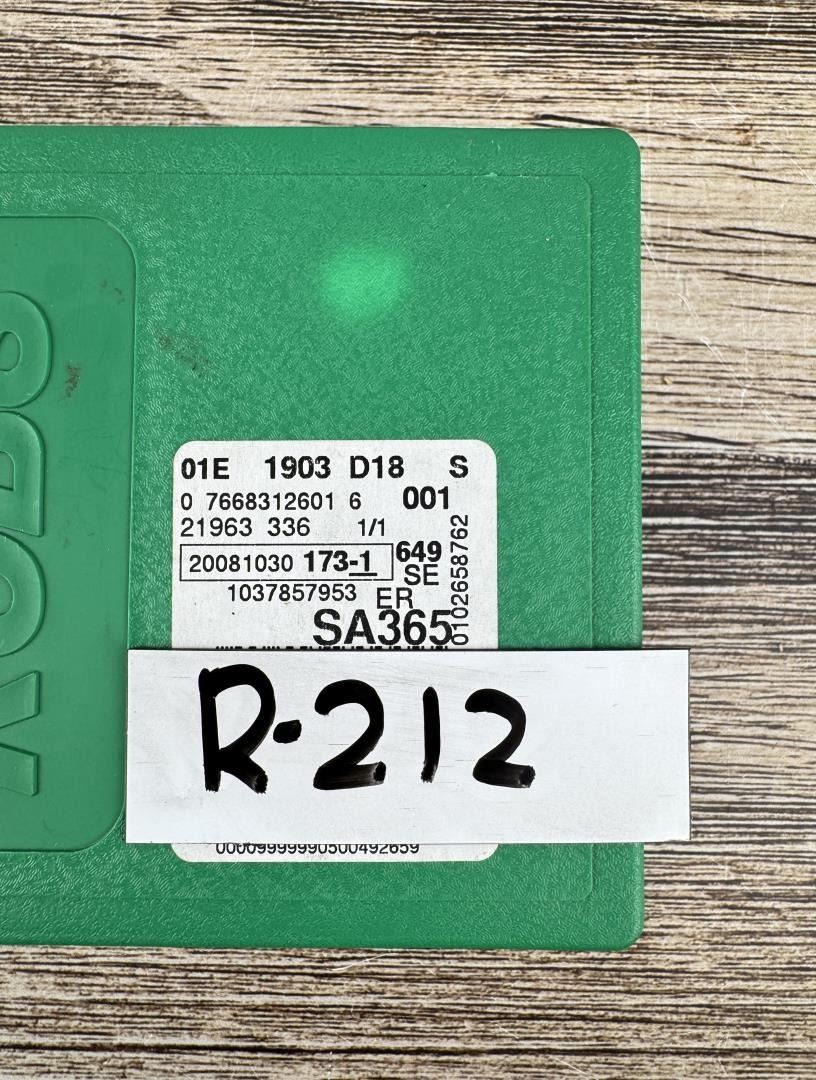 01E 1903 D18 S
0 7668312601 6 001
21963 336 1/1
20081030 173-1 649
SE
1037857953 ER
SA365
0102658762
R-212
00009999990500492659